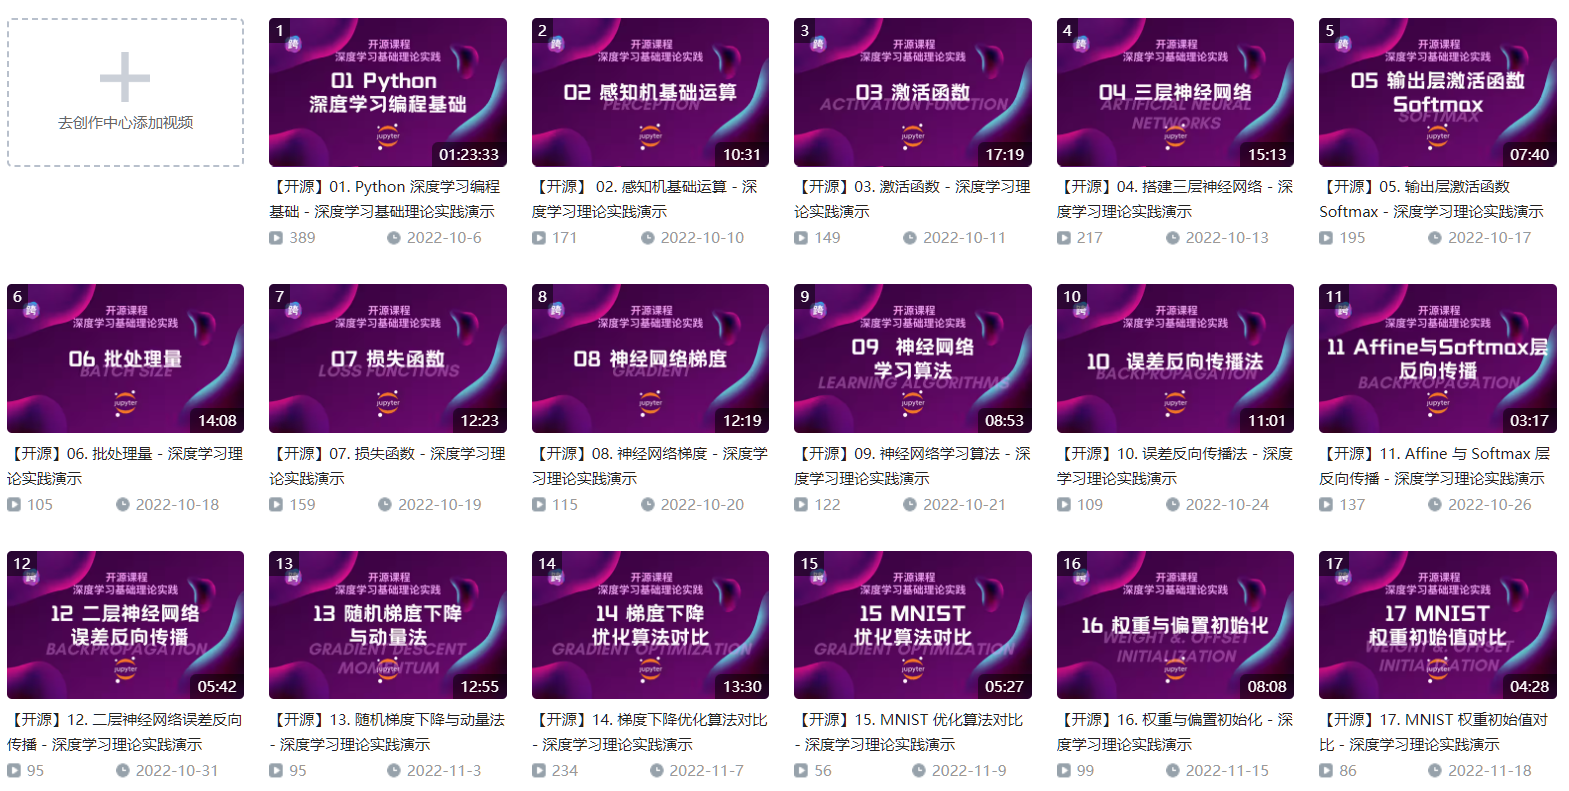 去创作中心添加视频
1
跨
开源课程
深度学习基础理论实践
01 Python
深度学习编程基础
jupyter
01:23:33
【开源】01. Python 深度学习编程
基础 - 深度学习基础理论实践演示
389
2022-10-6
2
跨
开源课程
深度学习基础理论实践
02 感知机基础运算
PERCEPTION
jupyter
10:31
【开源】 02. 感知机基础运算 - 深
度学习理论实践演示
171
2022-10-10
3
跨
开源课程
深度学习基础理论实践
03 激活函数
ACTIVATION FUNCTION
jupyter
17:19
【开源】03. 激活函数 - 深度学习理
论实践演示
149
2022-10-11
4
跨
开源课程
深度学习基础理论实践
04 三层神经网络
ARTIFICIAL NEURAL
NETWORKS
jupyter
15:13
【开源】04. 搭建三层神经网络 - 深
度学习理论实践演示
217
2022-10-13
5
跨
开源课程
深度学习基础理论实践
05 输出层激活函数
Softmax
SOFTMAX
jupyter
07:40
【开源】05. 输出层激活函数
Softmax - 深度学习理论实践演示
195
2022-10-17
6
跨
开源课程
深度学习基础理论实践
06 批处理量
BATCH SIZE
jupyter
14:08
【开源】06. 批处理量 - 深度学习理
论实践演示
105
2022-10-18
7
跨
开源课程
深度学习基础理论实践
07 损失函数
LOSS FUNCTIONS
jupyter
12:23
【开源】07. 损失函数 - 深度学习理
论实践演示
159
2022-10-19
8
跨
开源课程
深度学习基础理论实践
08 神经网络梯度
GRADIENT
jupyter
12:19
【开源】08. 神经网络梯度 - 深度学
习理论实践演示
115
2022-10-20
9
跨
开源课程
深度学习基础理论实践
09 神经网络
学习算法
LEARNING ALGORITHMS
jupyter
08:53
【开源】09. 神经网络学习算法 - 深
度学习理论实践演示
122
2022-10-21
10
跨
开源课程
深度学习基础理论实践
10 误差反向传播法
BACKPROPAGATION
jupyter
11:01
【开源】10. 误差反向传播法 - 深度
学习理论实践演示
109
2022-10-24
11
跨
开源课程
深度学习基础理论实践
11 Affine与Softmax层
反向传播
BACKPROPAGATION
jupyter
03:17
【开源】11. Affine 与 Softmax 层
反向传播 - 深度学习理论实践演示
137
2022-10-26
12
跨
开源课程
深度学习基础理论实践
12 二层神经网络
误差反向传播
BACKPROPAGATION
jupyter
05:42
【开源】12. 二层神经网络误差反向
传播 - 深度学习理论实践演示
95
2022-10-31
13
跨
开源课程
深度学习基础理论实践
13 随机梯度下降
与动量法
GRADIENT DESCENT
MOMENTUM
jupyter
12:55
【开源】13. 随机梯度下降与动量法
- 深度学习理论实践演示
95
2022-11-3
14
跨
开源课程
深度学习基础理论实践
14 梯度下降
优化算法对比
GRADIENT OPTIMIZATION
jupyter
13:30
【开源】14. 梯度下降优化算法对比
- 深度学习理论实践演示
234
2022-11-7
15
跨
开源课程
深度学习基础理论实践
15 MNIST
优化算法对比
GRADIENT OPTIMIZATION
jupyter
05:27
【开源】15. MNIST 优化算法对比
- 深度学习理论实践演示
56
2022-11-9
16
跨
开源课程
深度学习基础理论实践
16 权重与偏置初始化
WEIGHT &. OFFSET
INITIALIZATION
jupyter
08:08
【开源】16. 权重与偏置初始化 - 深
度学习理论实践演示
99
2022-11-15
17
跨
开源课程
深度学习基础理论实践
17 MNIST
权重初始值对比
WEIGHT &. OFFSET
INITIALIZATION
jupyter
04:28
【开源】17. MNIST 权重初始值对
比 - 深度学习理论实践演示
86
2022-11-18